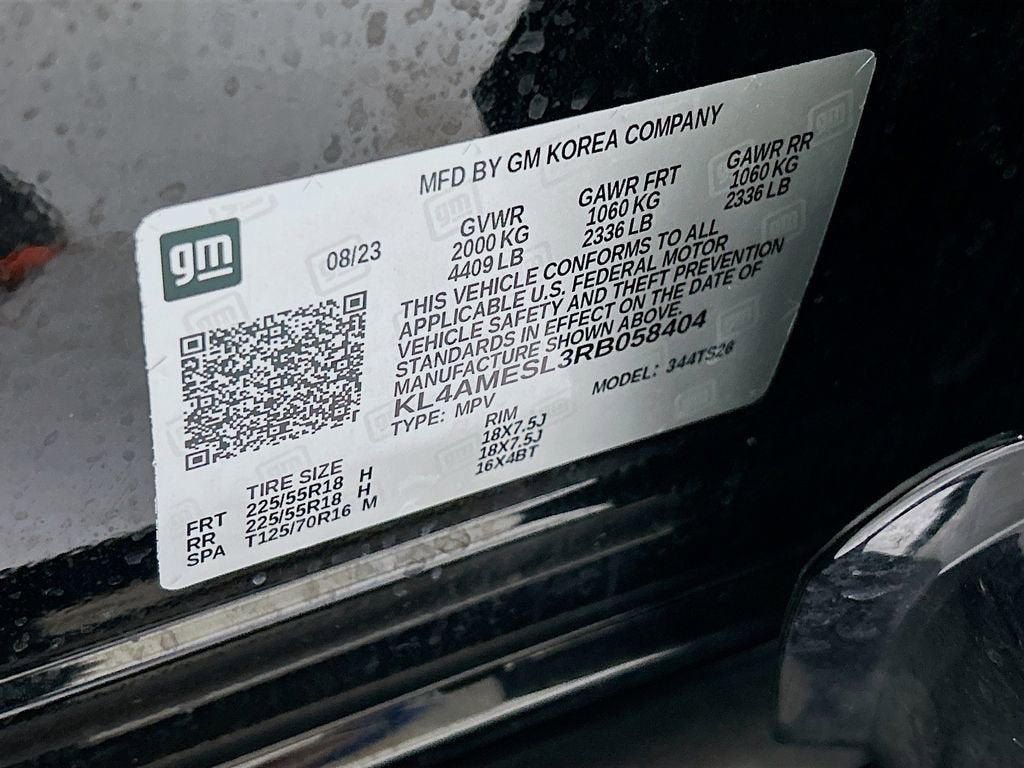 MFD BY GM KOREA COMPANY
gm
08/23
GVWR GAWR FRT GAWR RR
2000 KG 1060 KG 1060 KG
4409 LB 2336 LB 2336 LB
THIS VEHICLE CONFORMS TO ALL
APPLICABLE U.S. FEDERAL MOTOR
VEHICLE SAFETY AND THEFT PREVENTION
STANDARDS IN EFFECT ON THE DATE OF
MANUFACTURE SHOWN ABOVE.
KL4AMESL3RB058404
TYPE: MPV MODEL: 344TS26
TIRE SIZE RIM
FRT 225/55R18 H 18X7.5J
RR 225/55R18 H 18X7.5J
SPA T125/70R16 M 16X4BT